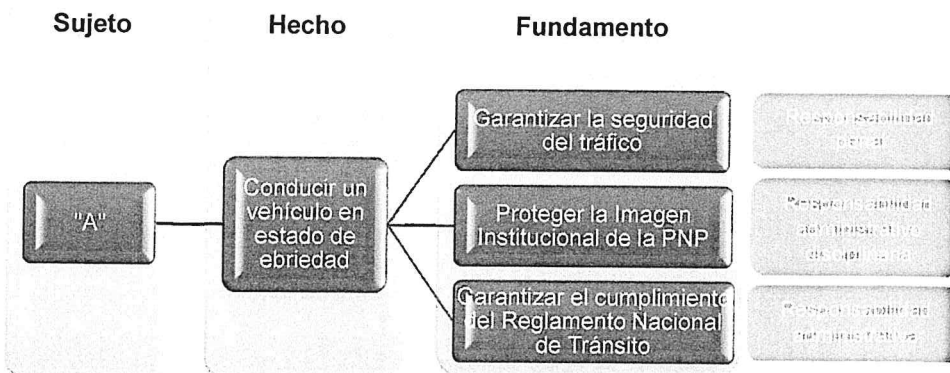 Sujeto
Hecho
Fundamento
"A"
Conducir un
vehículo en
estado de
ebriedad
Garantizar la seguridad
del tráfico
Proteger la Imagen
Institucional de la PNP
Garantizar el cumplimiento
del Reglamento Nacional
de Tránsito